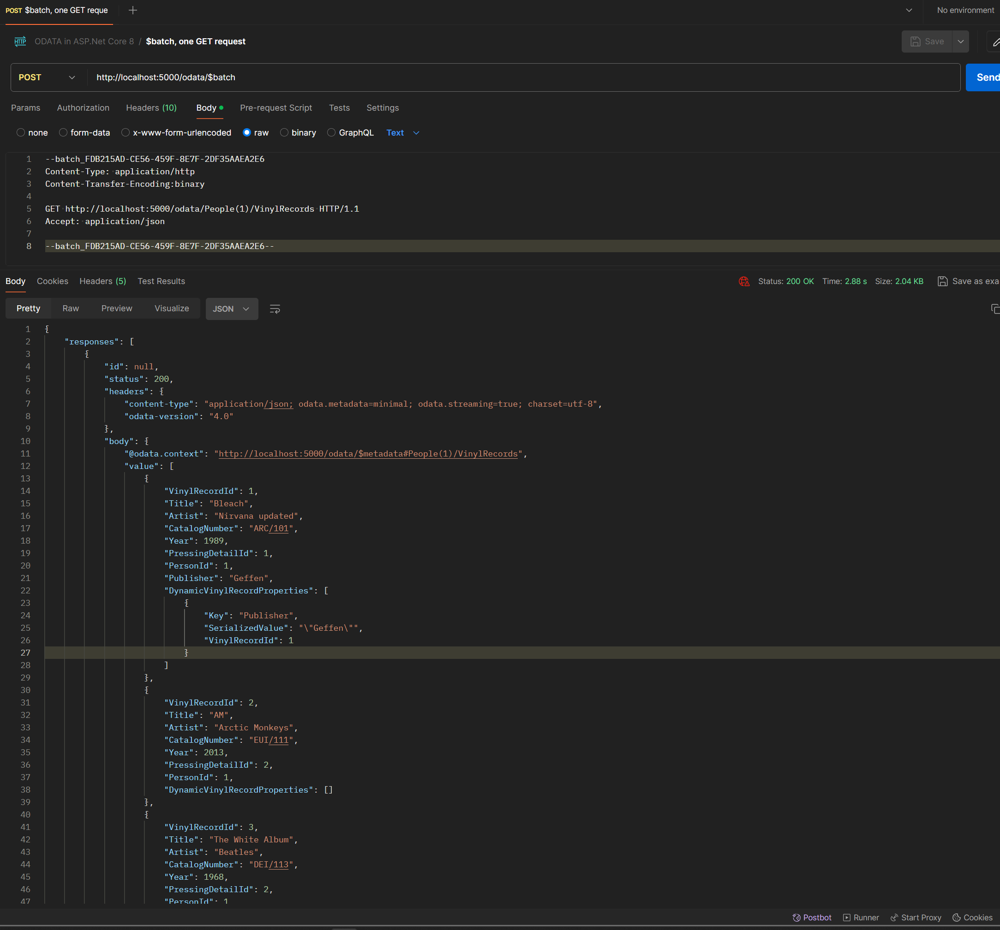 POST $batch, one GET reque
No environment
HTTP ODATA in ASP.Net Core 8 / $batch, one GET request
Save
POST http://localhost:5000/odata/$batch
Send
Params Authorization Headers (10) Body Pre-request Script Tests Settings
none form-data x-www-form-urlencoded raw binary GraphQL Text
1 --batch_FDB215AD-CE56-459F-8E7F-2DF35AAEA2E6
2 Content-Type: application/http
3 Content-Transfer-Encoding:binary
4
5 GET http://localhost:5000/odata/People(1)/VinylRecords HTTP/1.1
6 Accept: application/json
7
8 --batch_FDB215AD-CE56-459F-8E7F-2DF35AAEA2E6--
Body Cookies Headers (5) Test Results Status: 200 OK Time: 2.88 s Size: 2.04 KB Save as exa
Pretty Raw Preview Visualize JSON
1 {
2 "responses": [
3 {
4 "id": null,
5 "status": 200,
6 "headers": {
7 "content-type": "application/json; odata.metadata=minimal; odata.streaming=true; charset=utf-8",
8 "odata-version": "4.0"
9 },
10 "body": {
11 "@odata.context": "http://localhost:5000/odata/$metadata#People(1)/VinylRecords",
12 "value": [
13 {
14 "VinylRecordId": 1,
15 "Title": "Bleach",
16 "Artist": "Nirvana updated",
17 "CatalogNumber": "ARC/101",
18 "Year": 1989,
19 "PressingDetailId": 1,
20 "PersonId": 1,
21 "Publisher": "Geffen",
22 "DynamicVinylRecordProperties": [
23 {
24 "Key": "Publisher",
25 "SerializedValue": "\"Geffen\"",
26 "VinylRecordId": 1
27 }
28 ]
29 },
30 {
31 "VinylRecordId": 2,
32 "Title": "AM",
33 "Artist": "Arctic Monkeys",
34 "CatalogNumber": "EUI/111",
35 "Year": 2013,
36 "PressingDetailId": 2,
37 "PersonId": 1,
38 "DynamicVinylRecordProperties": []
39 },
40 {
41 "VinylRecordId": 3,
42 "Title": "The White Album",
43 "Artist": "Beatles",
44 "CatalogNumber": "DEI/113",
45 "Year": 1968,
46 "PressingDetailId": 2,
47 "PersonId": 1
Postbot Runner Start Proxy Cookies